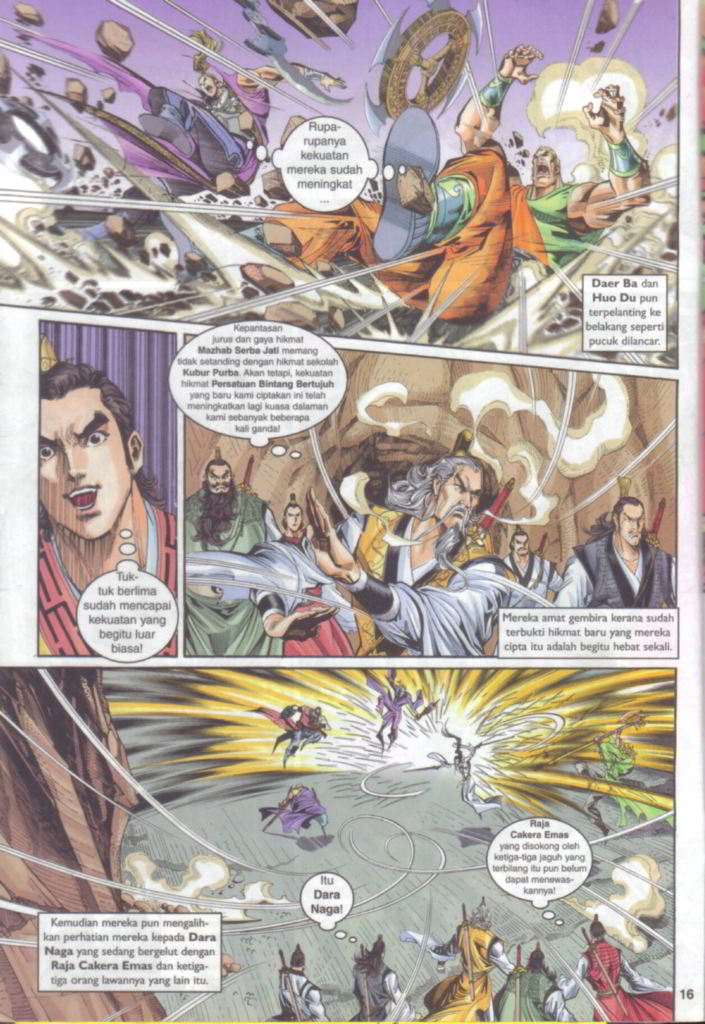 Rupa-
rupanya
kekuatan
mereka sudah
meningkat
...
Daer Ba dan
Huo Du pun
terpelanting ke
belakang seperti
pucuk dilancar.
Tuk-
tuk berlima
sudah mencapai
kekuatan yang
begitu luar
biasa!
Kepantasan
jurus dan gaya hikmat
Mazhab Serba Jati memang
tidak setanding dengan hikmat sekolah
Kubur Purba. Akan tetapi, kekuatan
hikmat Persatuan Bintang Bertujuh
yang baru kami ciptakan ini telah
meningkatkan lagi kuasa dalaman
kami sebanyak beberapa
kali ganda!
Mereka amat gembira kerana sudah
terbukti hikmat baru yang mereka
cipta itu adalah begitu hebat sekali.
Kemudian mereka pun mengalih-
kan perhatian mereka kepada Dara
Naga yang sedang bergelut dengan
Raja Cakera Emas dan ketiga-
tiga orang lawannya yang lain itu.
Itu
Dara
Naga!
Raja
Cakera Emas
yang disokong oleh
ketiga-tiga jaguh yang
terbilang itu pun belum
dapat menewas-
kannya!
16